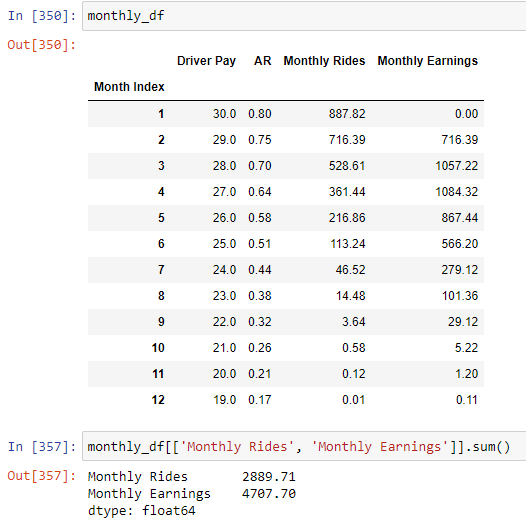 In [350]: monthly_df
Out[350]:
Driver Pay AR Monthly Rides Monthly Earnings
Month Index
1 30.0 0.80 887.82 0.00
2 29.0 0.75 716.39 716.39
3 28.0 0.70 528.61 1057.22
4 27.0 0.64 361.44 1084.32
5 26.0 0.58 216.86 867.44
6 25.0 0.51 113.24 566.20
7 24.0 0.44 46.52 279.12
8 23.0 0.38 14.48 101.36
9 22.0 0.32 3.64 29.12
10 21.0 0.26 0.58 5.22
11 20.0 0.21 0.12 1.20
12 19.0 0.17 0.01 0.11
In [357]: monthly_df[['Monthly Rides', 'Monthly Earnings']].sum()
Out[357]: Monthly Rides 2889.71
Monthly Earnings 4707.70
dtype: float64